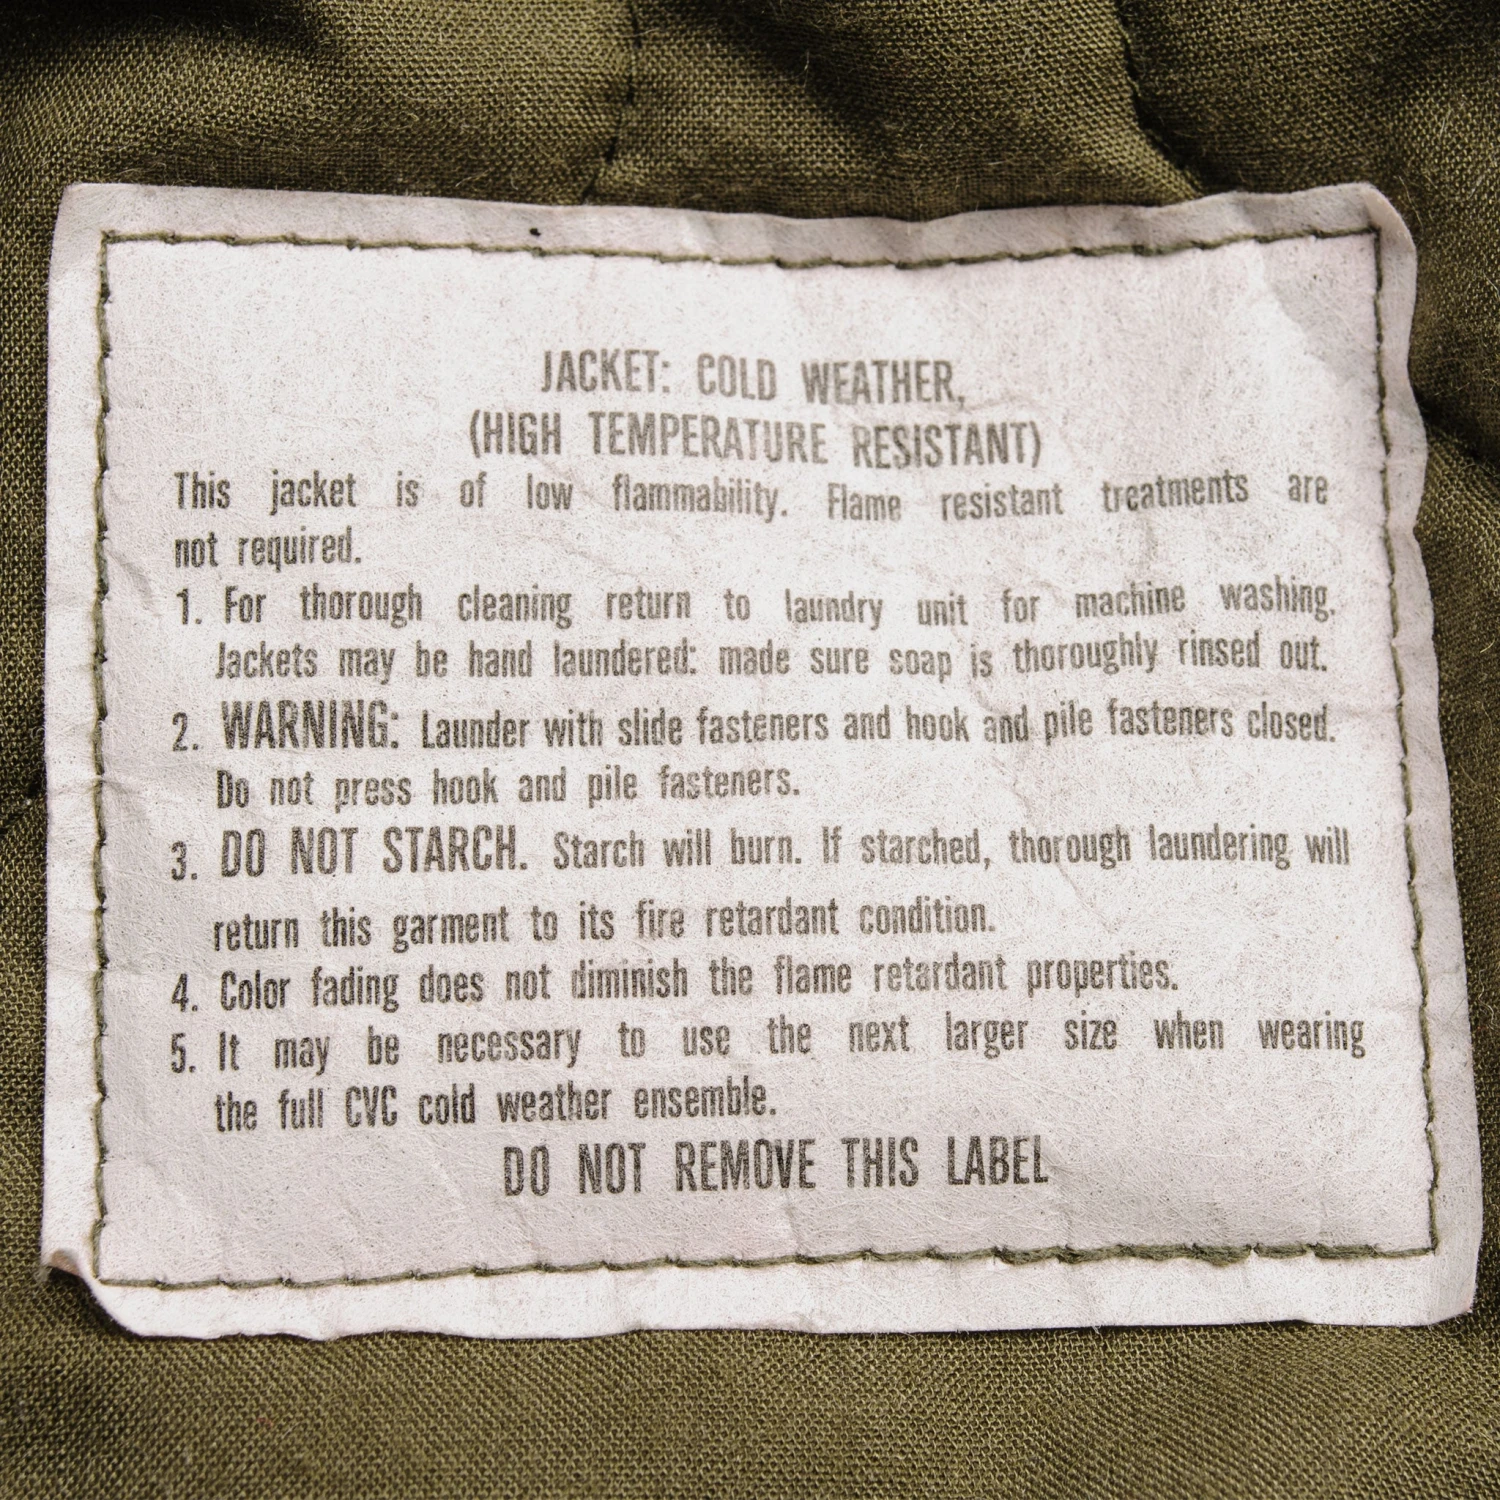 JACKET: COLD WEATHER,
(HIGH TEMPERATURE RESISTANT)
This jacket is of low flammability. Flame resistant treatments are
not required.
1. For thorough cleaning return to laundry unit for machine washing.
Jackets may be hand laundered: made sure soap is thoroughly rinsed out.
2. WARNING: Launder with slide fasteners and hook and pile fasteners closed.
Do not press hook and pile fasteners.
3. DO NOT STARCH. Starch will burn. If starched, thorough laundering will
return this garment to its fire retardant condition.
4. Color fading does not diminish the flame retardant properties.
5. It may be necessary to use the next larger size when wearing
the full CVC cold weather ensemble.
DO NOT REMOVE THIS LABEL